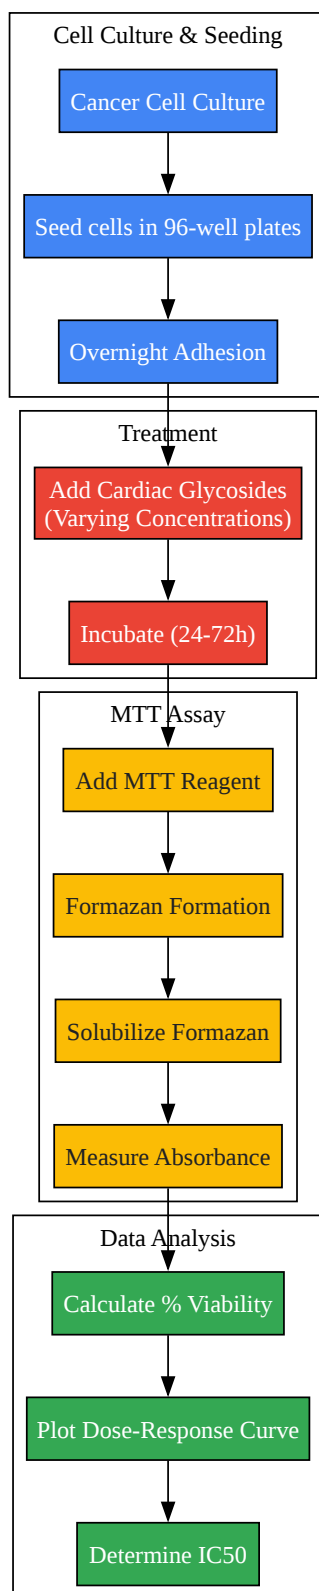 Cell Culture & Seeding
Cancer Cell Culture
Seed cells in 96-well plates
Overnight Adhesion
Treatment
Add Cardiac Glycosides
(Varying Concentrations)
Incubate (24-72h)
MTT Assay
Add MTT Reagent
Formazan Formation
Solubilize Formazan
Measure Absorbance
Data Analysis
Calculate % Viability
Plot Dose-Response Curve
Determine IC50